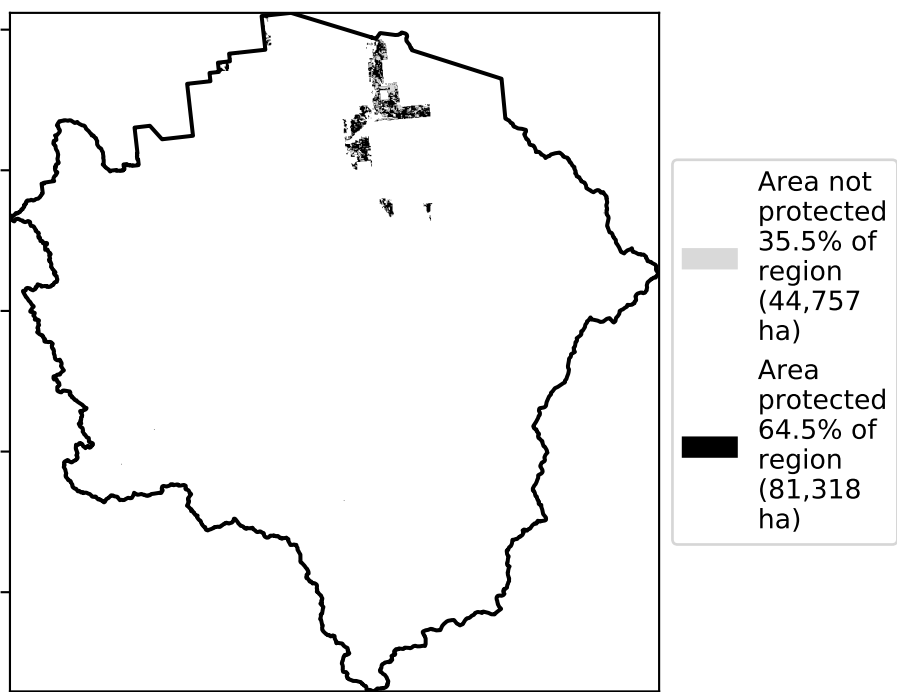 Area not
protected
35.5% of
region
(44,757
ha)
Area
protected
64.5% of
region
(81,318
ha)